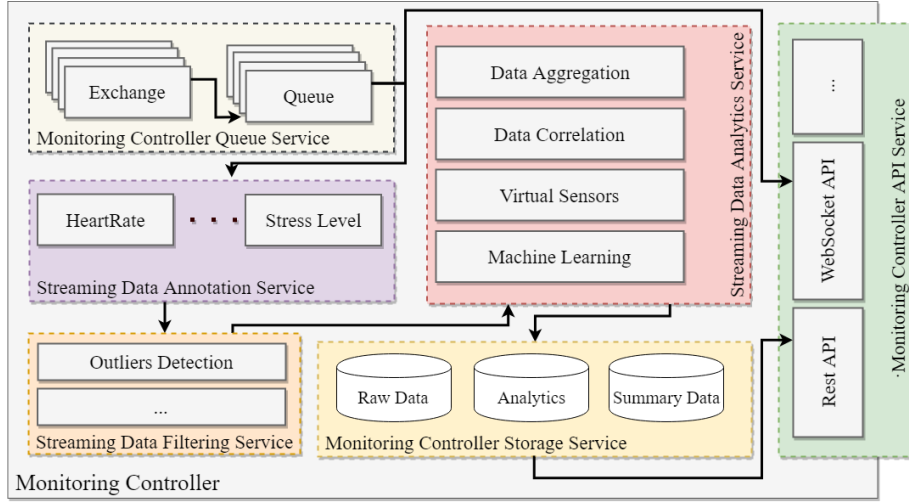 Exchange
Queue
Monitoring Controller Queue Service
HeartRate
. . .
Stress Level
Streaming Data Annotation Service
Outliers Detection
...
Streaming Data Filtering Service
Data Aggregation
Data Correlation
Virtual Sensors
Machine Learning
Streaming Data Analytics Service
Raw Data
Analytics
Summary Data
Monitoring Controller Storage Service
...
WebSocket API
Rest API
·Monitoring Controller API Service
Monitoring Controller